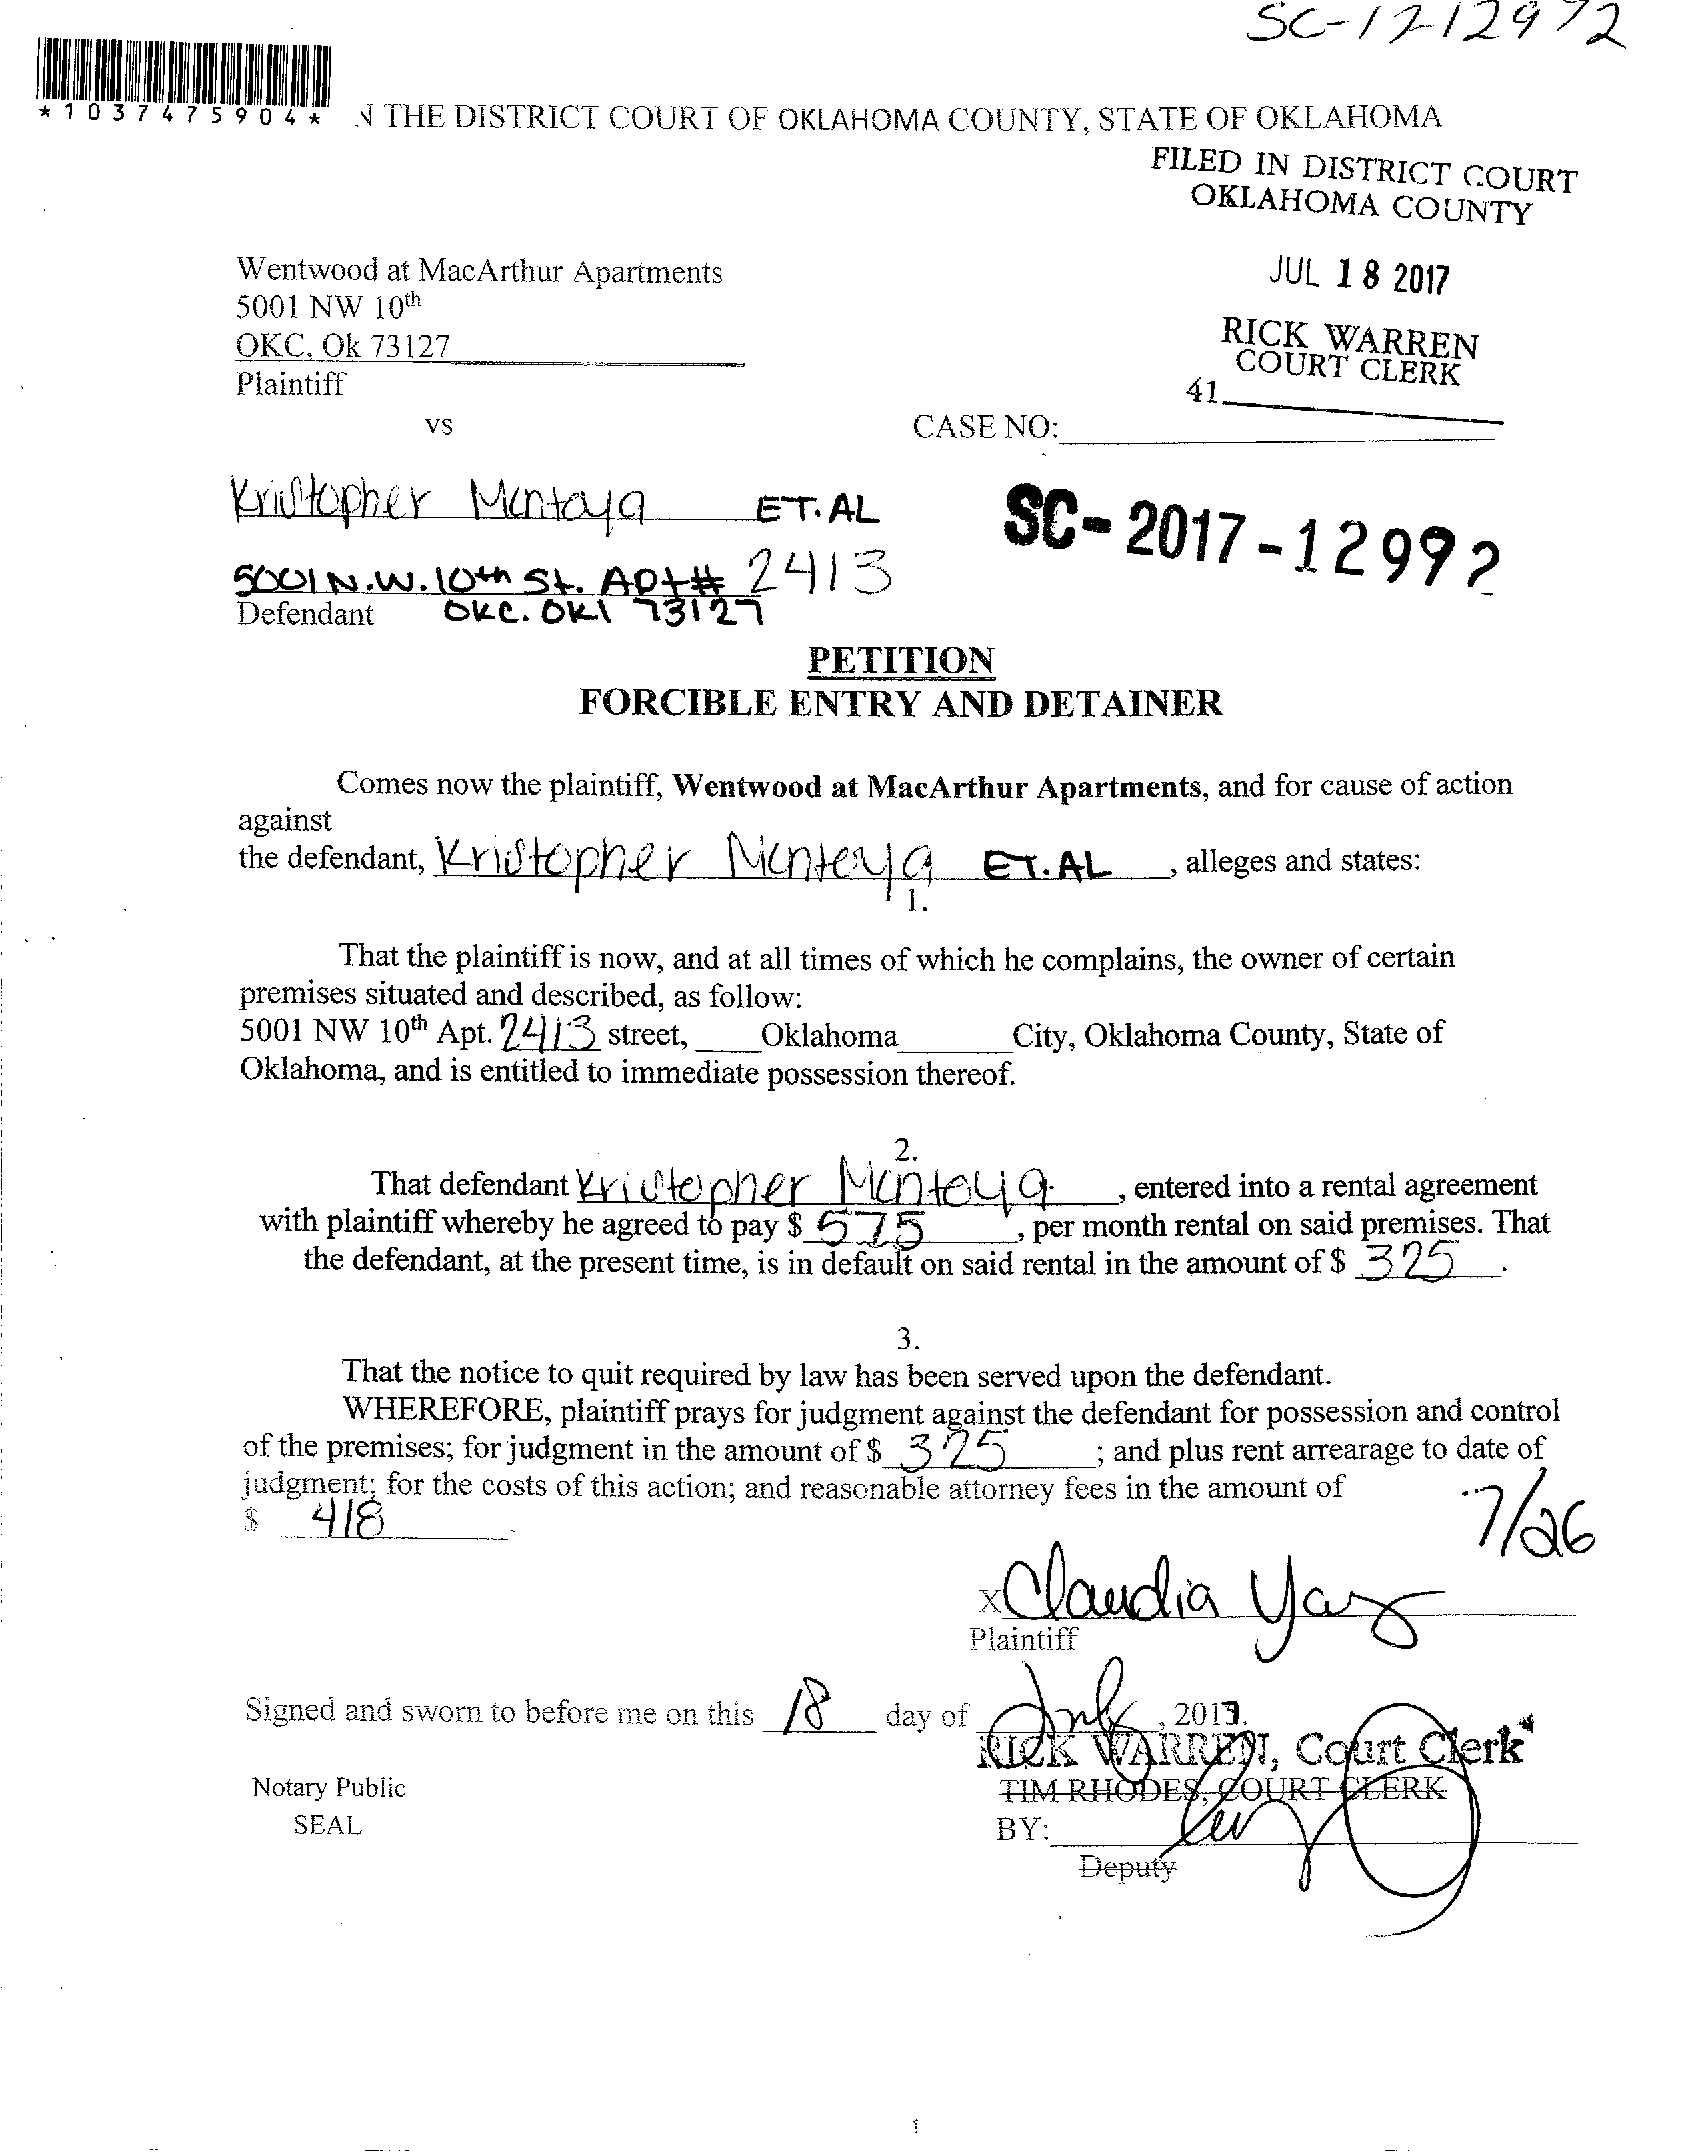 SC-17-12972
*1037475904*
N THE DISTRICT COURT OF OKLAHOMA COUNTY, STATE OF OKLAHOMA
FILED IN DISTRICT COURT
OKLAHOMA COUNTY
JUL 18 2017
RICK WARREN
COURT CLERK
41
Wentwood at MacArthur Apartments
5001 NW 10th
OKC, Ok 73127
Plaintiff
vs
CASE NO:
Kristopher Montoya ET.AL
SC-2017-1299
5001 N.W. 10th St. Apt# 2413
Defendant OKC. OKl 73127
PETITION
FORCIBLE ENTRY AND DETAINER
Comes now the plaintiff, Wentwood at MacArthur Apartments, and for cause of action
against
the defendant, Kristopher Montoya ET.AL , alleges and states:
1.
That the plaintiff is now, and at all times of which he complains, the owner of certain
premises situated and described, as follow:
5001 NW 10th Apt. 2413 street, Oklahoma City, Oklahoma County, State of
Oklahoma, and is entitled to immediate possession thereof.
2.
That defendant Kristopher Montoya , entered into a rental agreement
with plaintiff whereby he agreed to pay $ 575 , per month rental on said premises. That
the defendant, at the present time, is in default on said rental in the amount of $ 325 .
3.
That the notice to quit required by law has been served upon the defendant.
WHEREFORE, plaintiff prays for judgment against the defendant for possession and control
of the premises; for judgment in the amount of $ 325 ; and plus rent arrearage to date of
judgment; for the costs of this action; and reasonable attorney fees in the amount of
$ 418
7/26
x Claudia Yaz
Plaintiff
Signed and sworn to before me on this 18 day of July, 2017.
RICK WARREN, Court Clerk
Notary Public
TIM RHODES, COURT CLERK
SEAL
BY:
Deputy
1